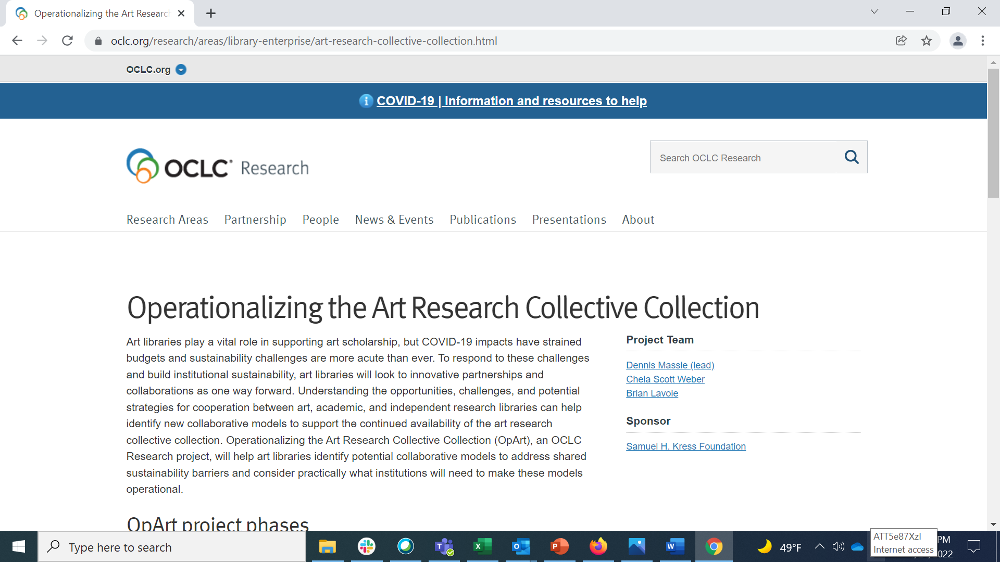 Operationalizing the Art Research
oclc.org/research/areas/library-enterprise/art-research-collective-collection.html
OCLC.org
COVID-19 | Information and resources to help
OCLC Research
Search OCLC Research
Research Areas Partnership People News & Events Publications Presentations About
Operationalizing the Art Research Collective Collection
Art libraries play a vital role in supporting art scholarship, but COVID-19 impacts have strained
budgets and sustainability challenges are more acute than ever. To respond to these challenges
and build institutional sustainability, art libraries will look to innovative partnerships and
collaborations as one way forward. Understanding the opportunities, challenges, and potential
strategies for cooperation between art, academic, and independent research libraries can help
identify new collaborative models to support the continued availability of the art research
collective collection. Operationalizing the Art Research Collective Collection (OpArt), an OCLC
Research project, will help art libraries identify potential collaborative models to address shared
sustainability barriers and consider practically what institutions will need to make these models
operational.
Project Team
Dennis Massie (lead)
Chela Scott Weber
Brian Lavoie
Sponsor
Samuel H. Kress Foundation
OpArt project phases
Type here to search
49°F
ATT5e87XzI
Internet access
PM